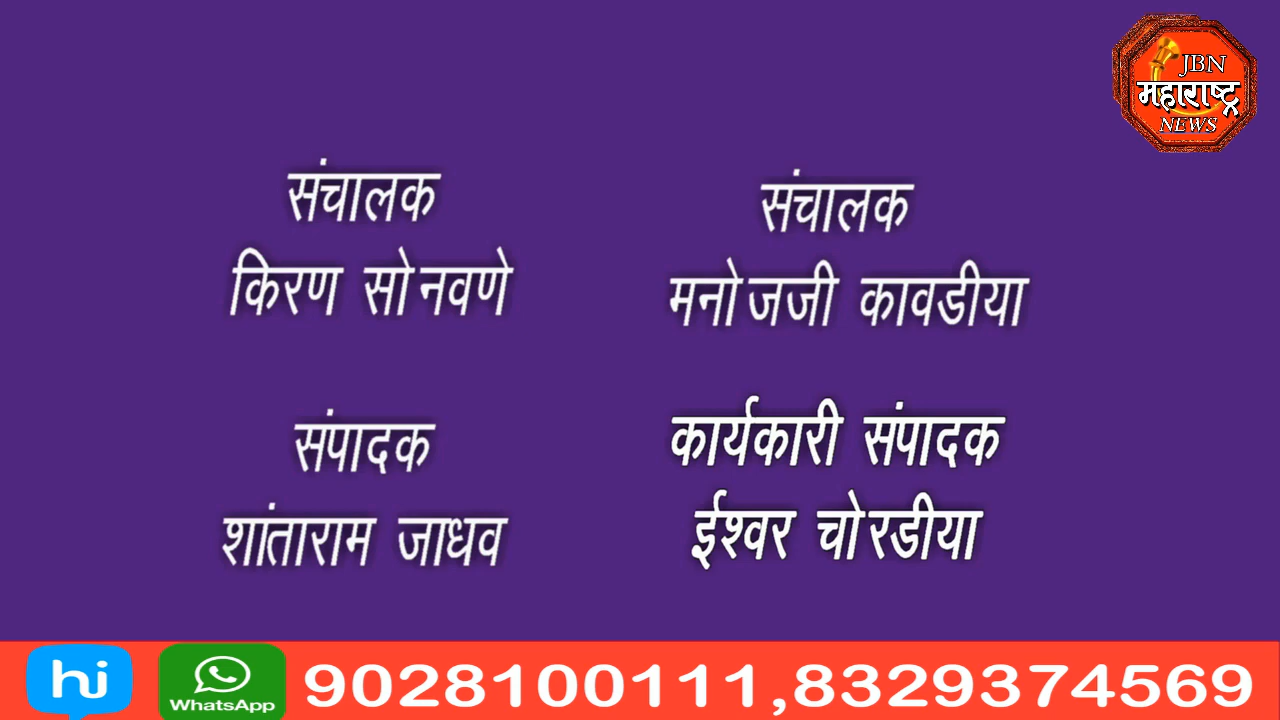 JBN
महाराष्ट्र
NEWS
संचालक
किरण सोनवणे
संचालक
मनोजजी कावडीया
संपादक
शांताराम जाधव
कार्यकारी संपादक
ईश्वर चोरडीया
hi
WhatsApp
9028100111,8329374569